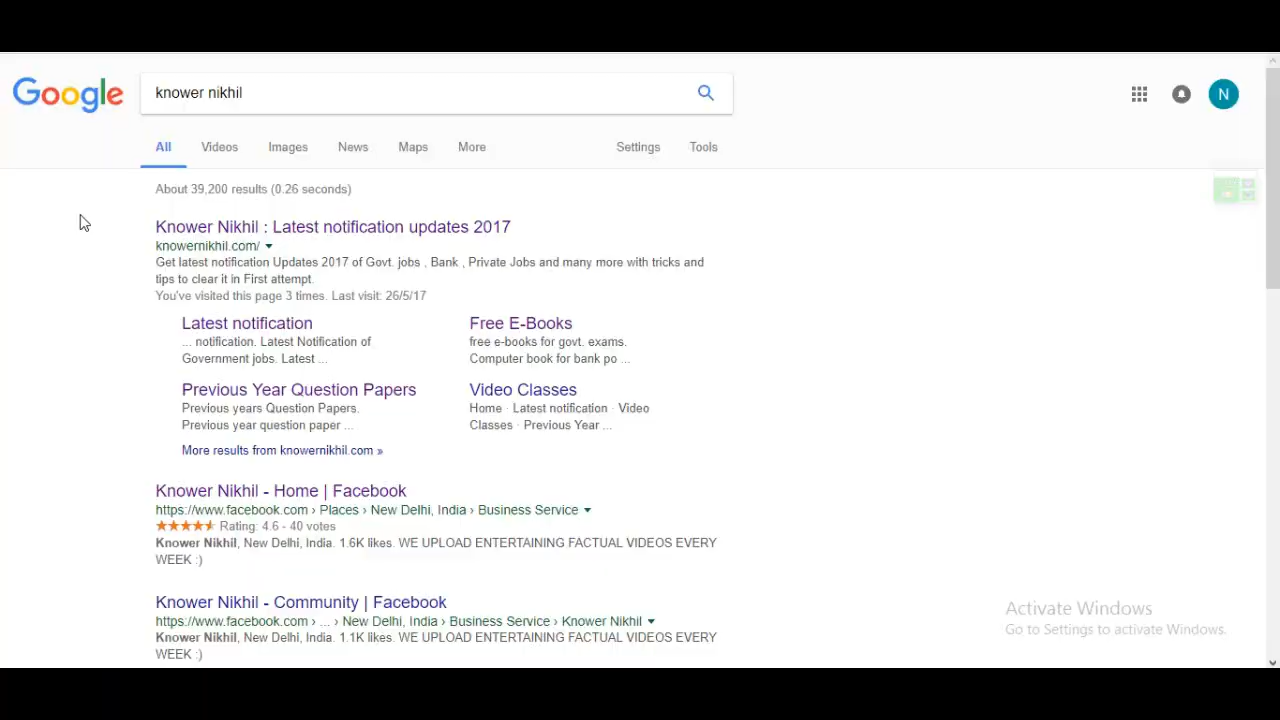 Google
knower nikhil
N
All Videos Images News Maps More Settings Tools
About 39,200 results (0.26 seconds)
Knower Nikhil : Latest notification updates 2017
knowernikhil.com/
Get latest notification Updates 2017 of Govt. jobs , Bank , Private Jobs and many more with tricks and
tips to clear it in First attempt.
You've visited this page 3 times. Last visit: 26/5/17
Latest notification
... notification. Latest Notification of
Government jobs. Latest ...
Free E-Books
free e-books for govt. exams.
Computer book for bank po ...
Previous Year Question Papers
Previous years Question Papers.
Previous year question paper ...
Video Classes
Home · Latest notification · Video
Classes · Previous Year ...
More results from knowernikhil.com »
Knower Nikhil - Home | Facebook
https://www.facebook.com › Places › New Delhi, India › Business Service
Rating: 4.6 - 40 votes
Knower Nikhil, New Delhi, India. 1.6K likes. WE UPLOAD ENTERTAINING FACTUAL VIDEOS EVERY
WEEK :)
Knower Nikhil - Community | Facebook
https://www.facebook.com › ... › New Delhi, India › Business Service › Knower Nikhil
Knower Nikhil, New Delhi, India. 1.1K likes. WE UPLOAD ENTERTAINING FACTUAL VIDEOS EVERY
WEEK :)
Activate Windows
Go to Settings to activate Windows.